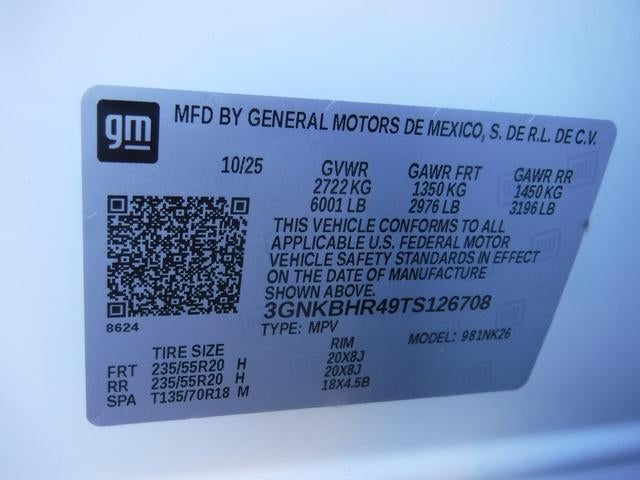 gm
MFD BY GENERAL MOTORS DE MEXICO, S. DE R.L. DE C.V.
10/25 GVWR GAWR FRT GAWR RR
2722 KG 1350 KG 1450 KG
6001 LB 2976 LB 3196 LB
THIS VEHICLE CONFORMS TO ALL
APPLICABLE U.S. FEDERAL MOTOR
VEHICLE SAFETY STANDARDS IN EFFECT
ON THE DATE OF MANUFACTURE
SHOWN ABOVE.
3GNKBHR49TS126708
8624
TYPE: MPV MODEL: 981NK26
TIRE SIZE RIM
FRT 235/55R20 H 20X8J
RR 235/55R20 H 20X8J
SPA T135/70R18 M 18X4.5B